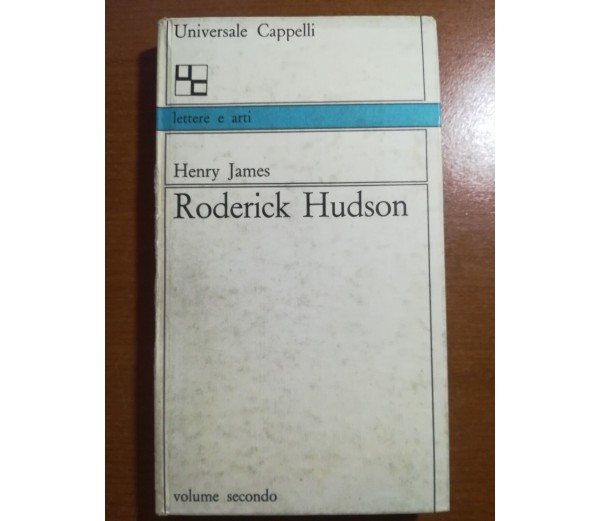 Universale Cappelli
lettere e arti
Henry James
Roderick Hudson
volume secondo